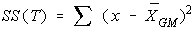 SS(T) = ∑ (x - X̄_GM)²